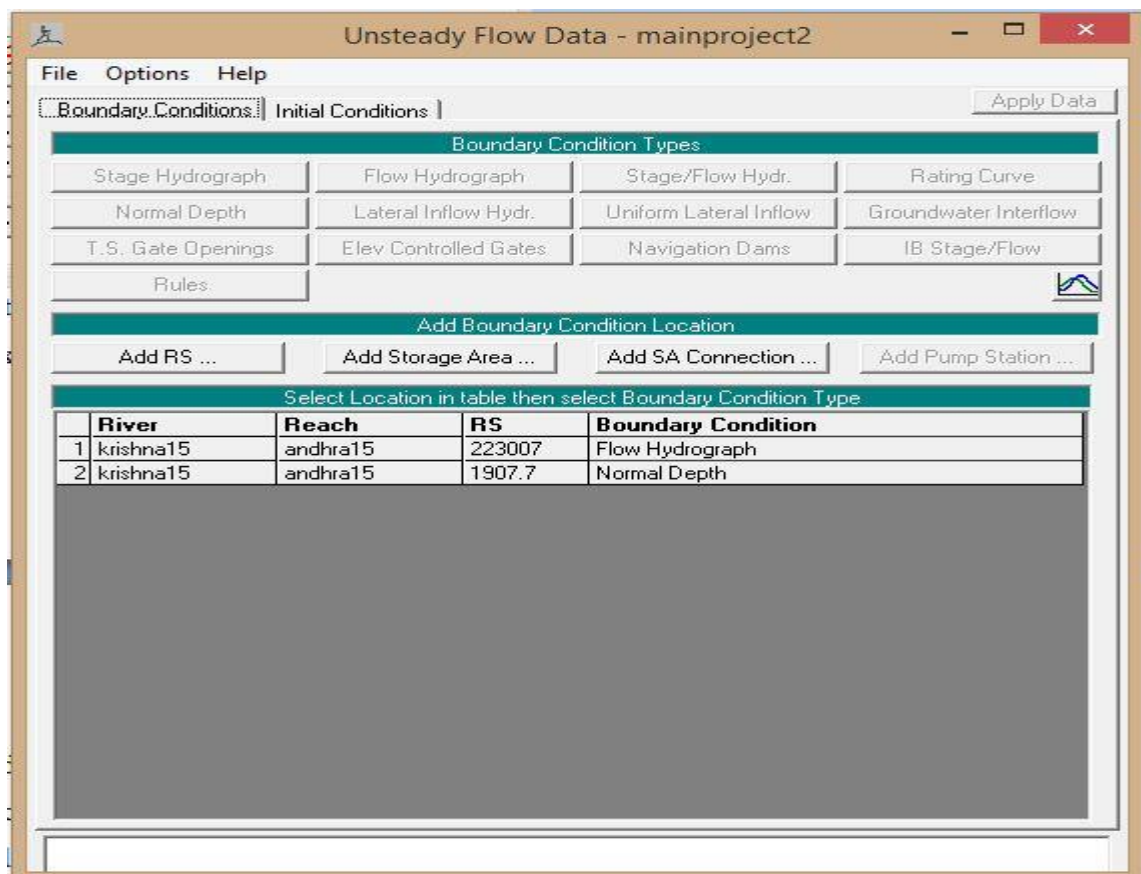 Unsteady Flow Data - mainproject2
File Options Help
Boundary Conditions Initial Conditions Apply Data
Boundary Condition Types
Stage Hydrograph Flow Hydrograph Stage/Flow Hydr. Rating Curve
Normal Depth Lateral Inflow Hydr. Uniform Lateral Inflow Groundwater Interflow
T.S. Gate Openings Elev Controlled Gates Navigation Dams IB Stage/Flow
Rules
Add Boundary Condition Location
Add RS ... Add Storage Area ... Add SA Connection ... Add Pump Station ...
Select Location in table then select Boundary Condition Type
River Reach RS Boundary Condition
1 krishna15 andhra15 223007 Flow Hydrograph
2 krishna15 andhra15 1907.7 Normal Depth